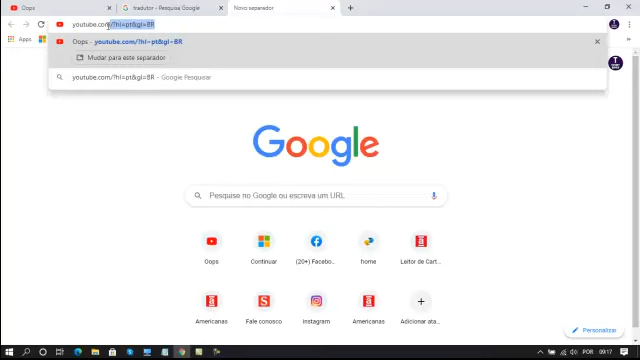 Oops
tradutor - Pesquisa Google
Novo separador
youtube.com/?hl=pt&gl=BR
Apps
Oops - youtube.com/?hl=pt&gl=BR
Mudar para este separador
youtube.com/?hl=pt&gl=BR - Google Pesquisar
Google
Pesquise no Google ou escreva um URL
Oops
Continuar
(20+) Facebo...
home
Leitor de Cart...
Americanas
Fale conosco
Instagram
Americanas
Adicionar ata...
Personalizar
POR
09:17